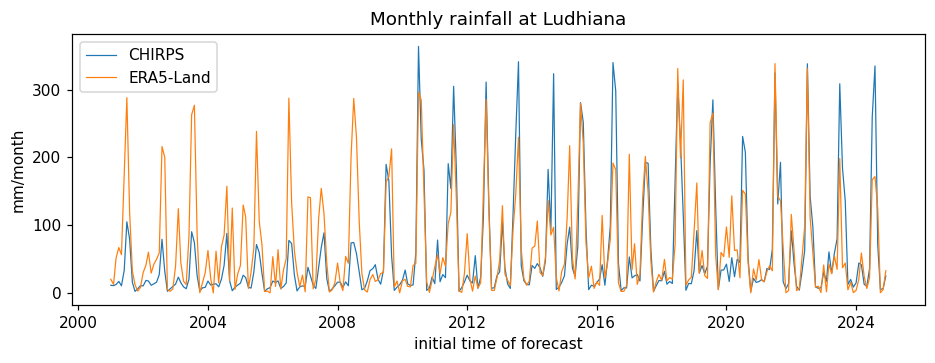 Monthly rainfall at Ludhiana
CHIRPS
ERA5-Land
mm/month
300
200
100
0
2000 2004 2008 2012 2016 2020 2024
initial time of forecast